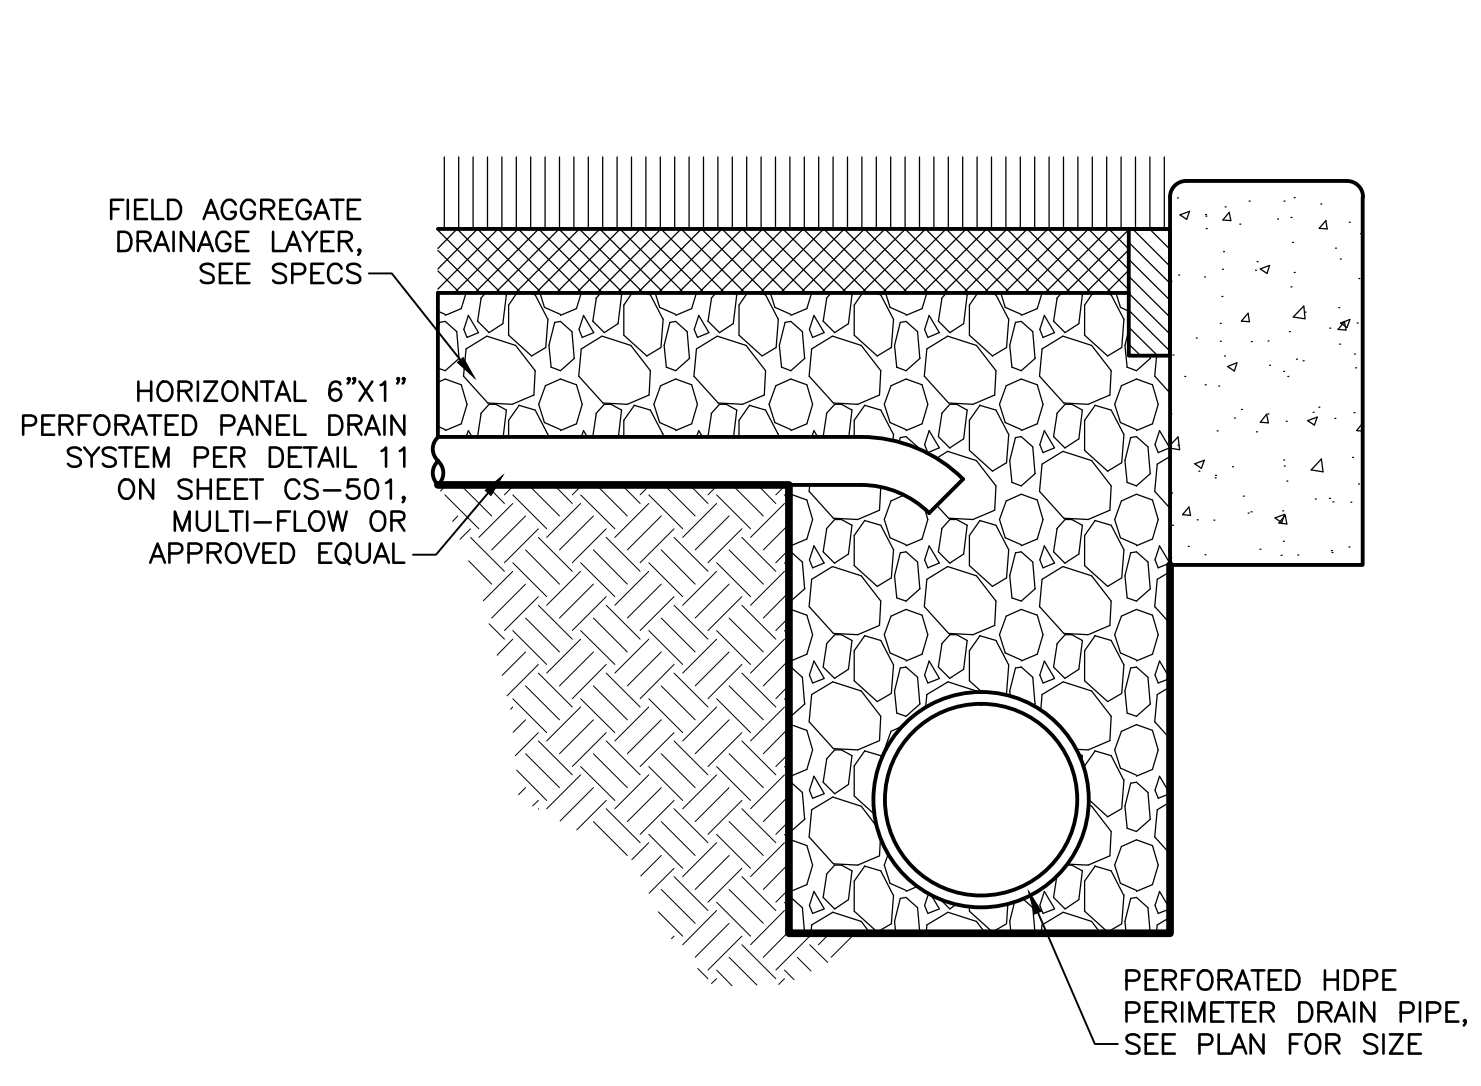 FIELD AGGREGATE
DRAINAGE LAYER,
SEE SPECS
HORIZONTAL 6”X1”
PERFORATED PANEL DRAIN
SYSTEM PER DETAIL 11
ON SHEET CS-501,
MULTI-FLOW OR
APPROVED EQUAL
PERFORATED HDPE
PERIMETER DRAIN PIPE,
SEE PLAN FOR SIZE